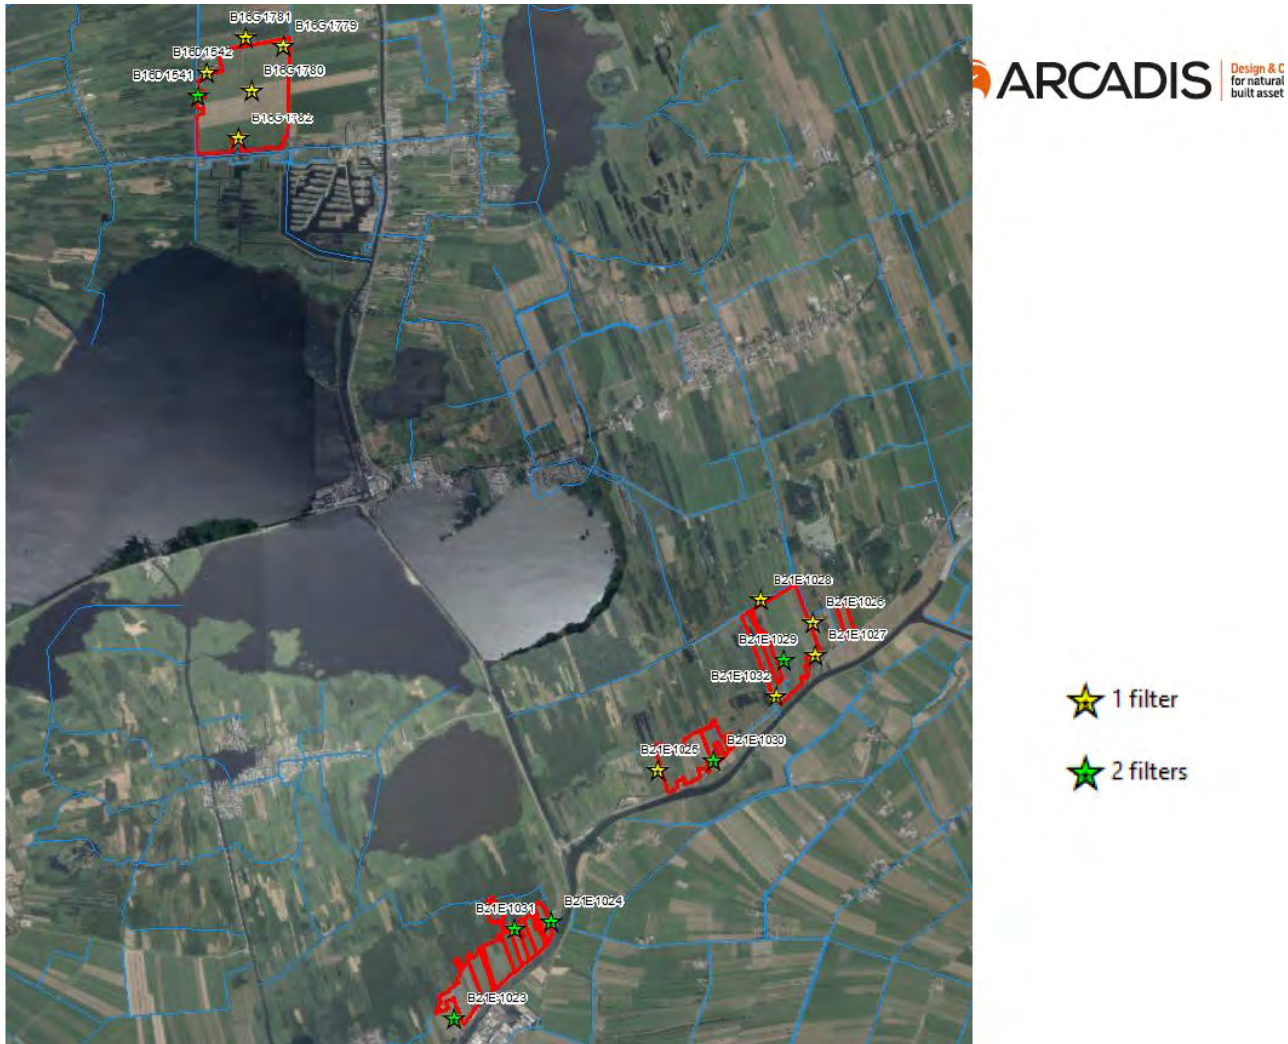 B16G1781
B16G1779
B16D1542
B16D1541
B16G1780
B16G1782
ARCADIS
Design & C
for natural
built asset
B21E1028
B21E1026
B21E1027
B21E1029
B21E1032
1 filter
B21E1030
B21E1025
2 filters
B21E1031
B21E1024
B21E1023